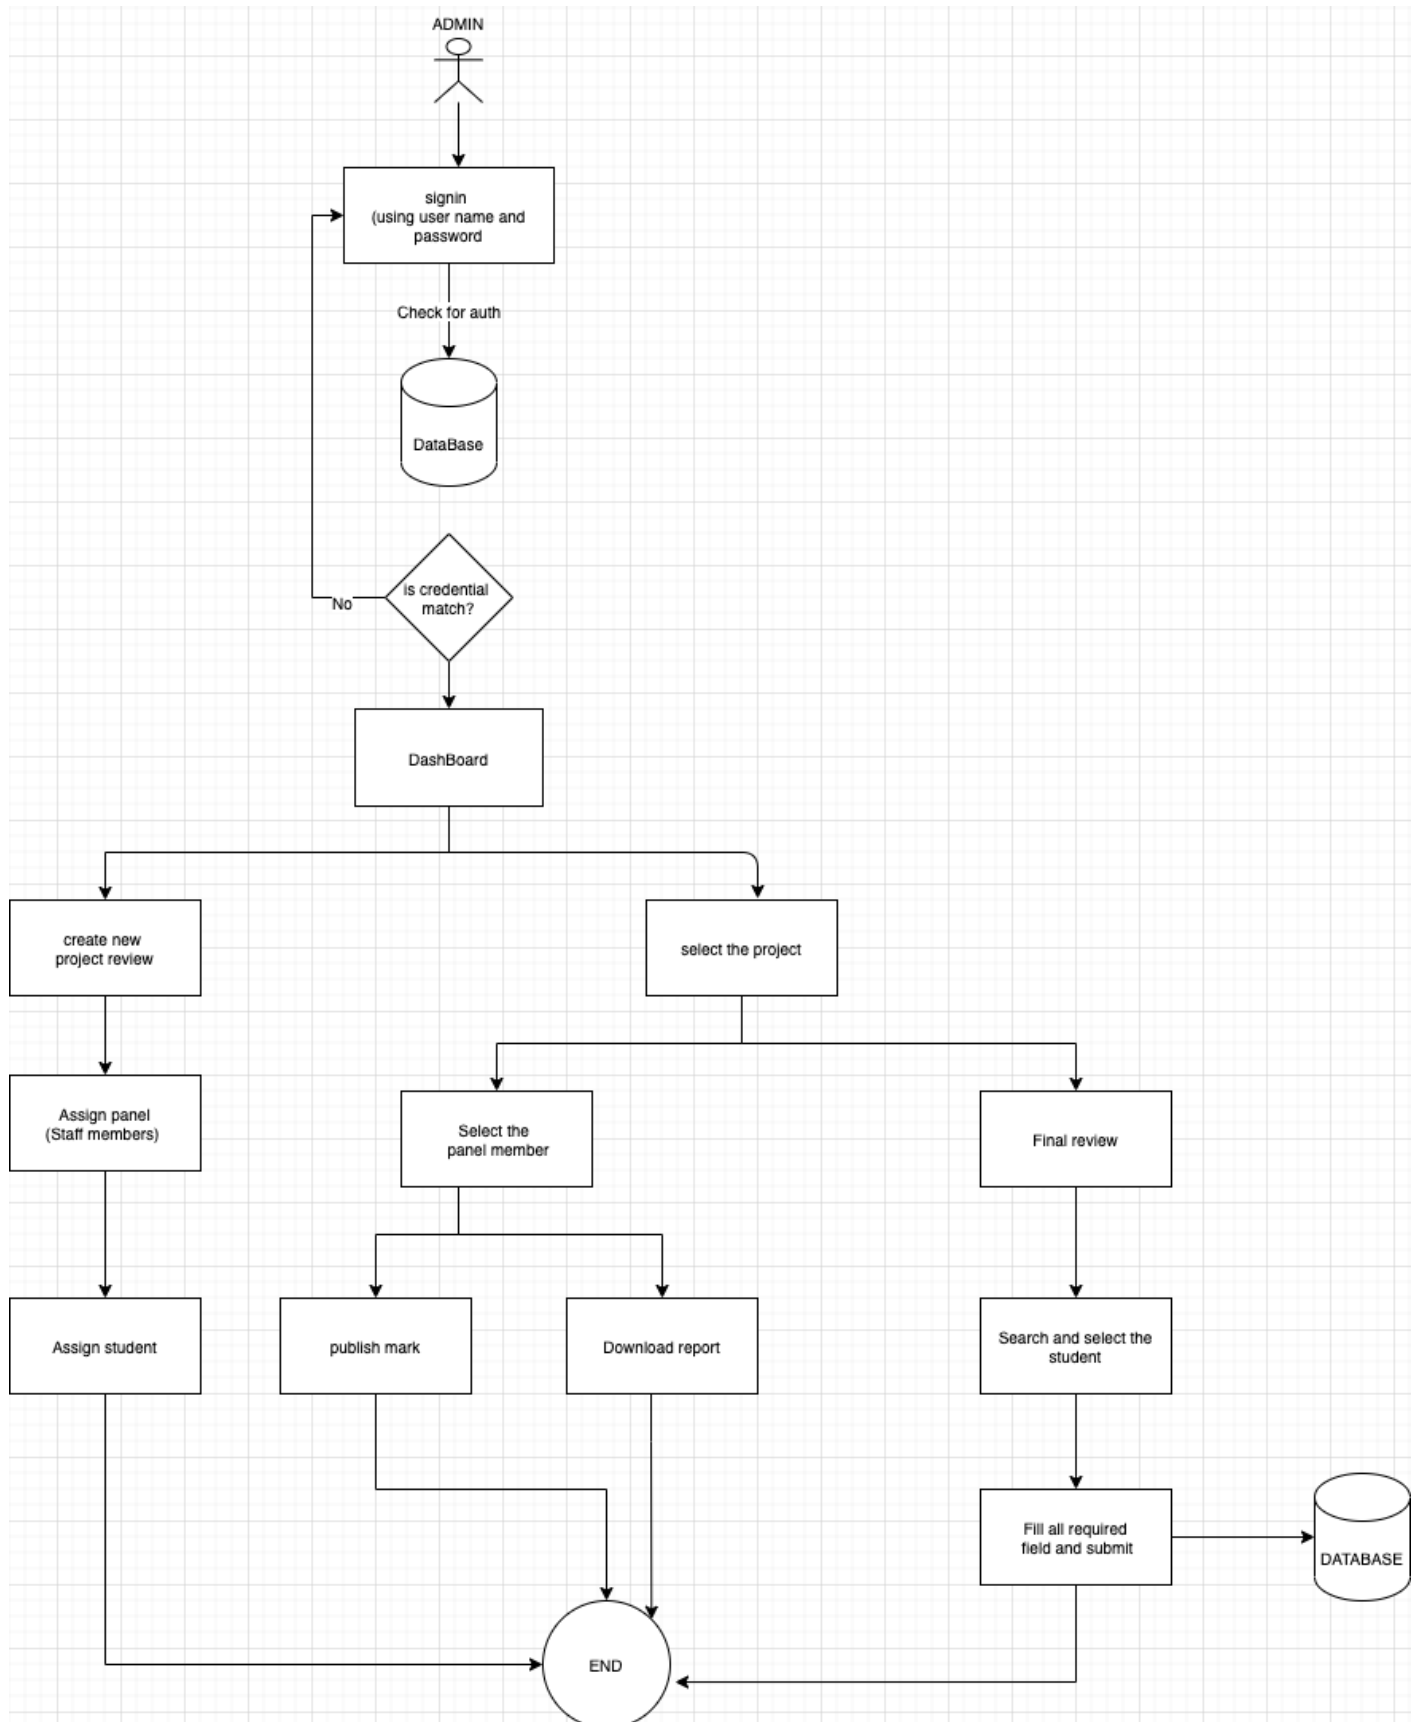 ADMIN
signin
(using user name and
password
Check for auth
DataBase
is credential
match?
No
DashBoard
create new
project review
select the project
Assign panel
(Staff members)
Select the
panel member
Final review
Assign student
publish mark
Download report
Search and select the
student
Fill all required
field and submit
DATABASE
END